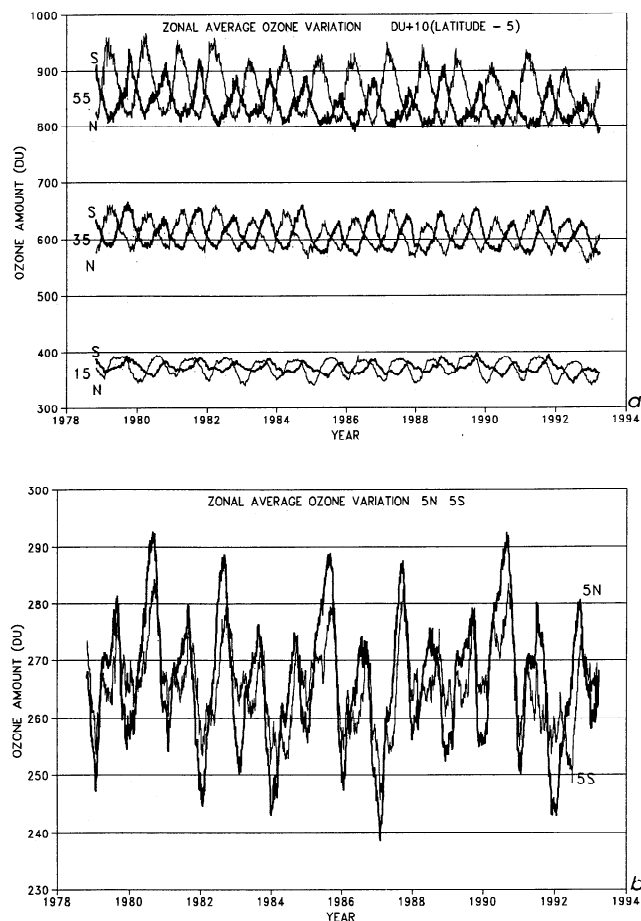 ZONAL AVERAGE OZONE VARIATION DU+10(LATITUDE - 5)
OZONE AMOUNT (DU)
1000
900
800
700
600
500
400
300
S
55
N
S
35
N
S
15
N
1978 1980 1982 1984 1986 1988 1990 1992 1994
YEAR
a
ZONAL AVERAGE OZONE VARIATION 5N 5S
OZONE AMOUNT (DU)
300
290
280
270
260
250
240
230
5N
5S
1978 1980 1982 1984 1986 1988 1990 1992 1994
YEAR
b